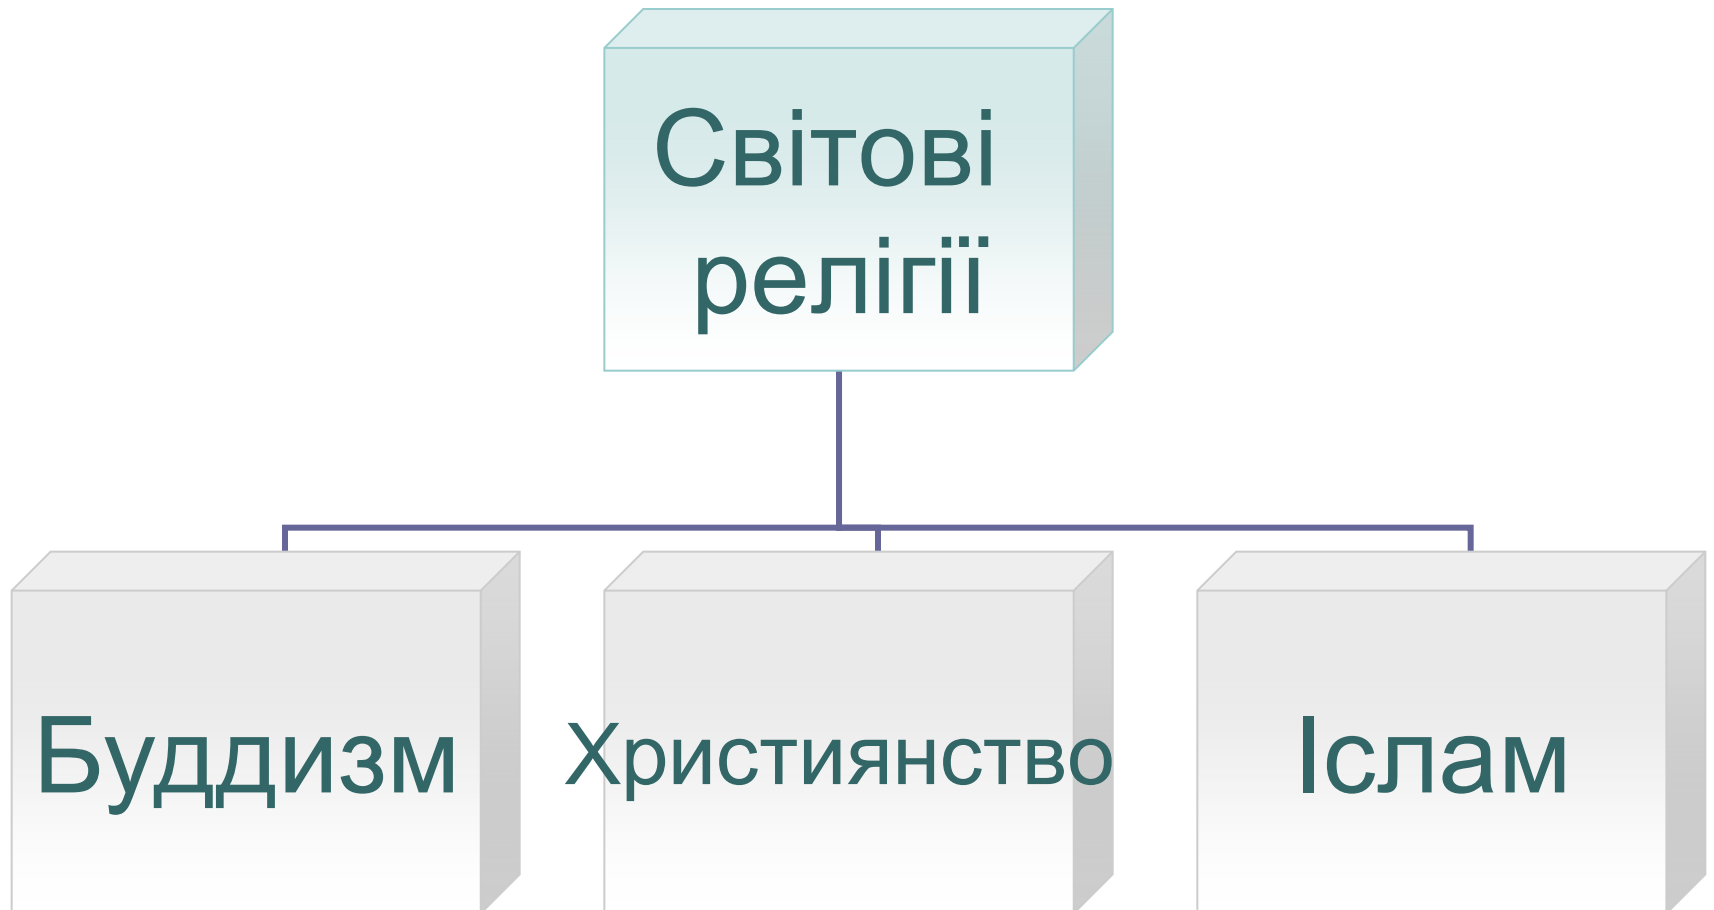 Світові
релігії
Буддизм
Християнство
Іслам